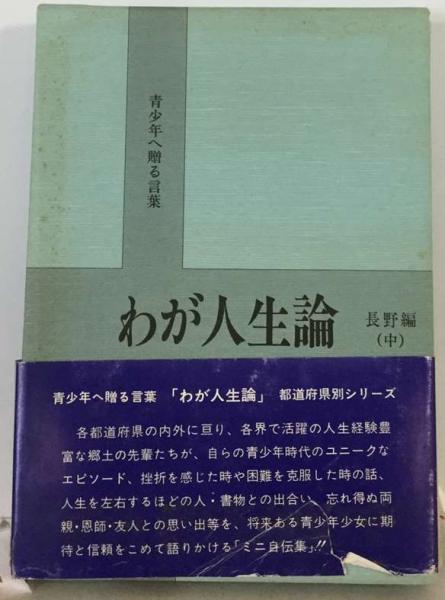 青少年へ贈る言葉
わが人生論
長野編
(中)
青少年へ贈る言葉 「わが人生論」 都道府県別シリーズ
各都道府県の内外に亘り、各界で活躍の人生経験豊
富な郷土の先輩たちが、自らの青少年時代のユニークな
エピソード、挫折を感じた時や困難を克服した時の話、
人生を左右するほどの人・書物との出合い、忘れ得ぬ両
親・恩師・友人との思い出等を、将来ある青少年少女に期
待と信頼をこめて語りかける「ミニ自伝集」!!